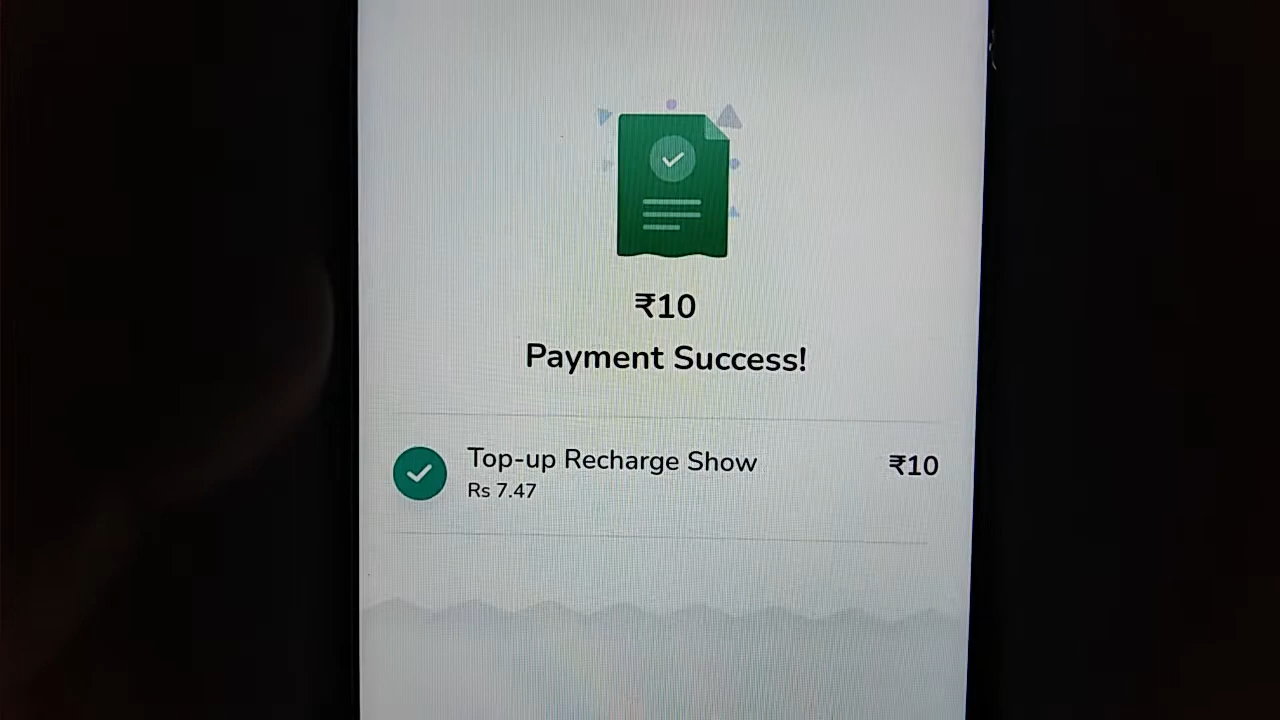 ₹10
Payment Success!
Top-up Recharge Show
₹10
Rs 7.47